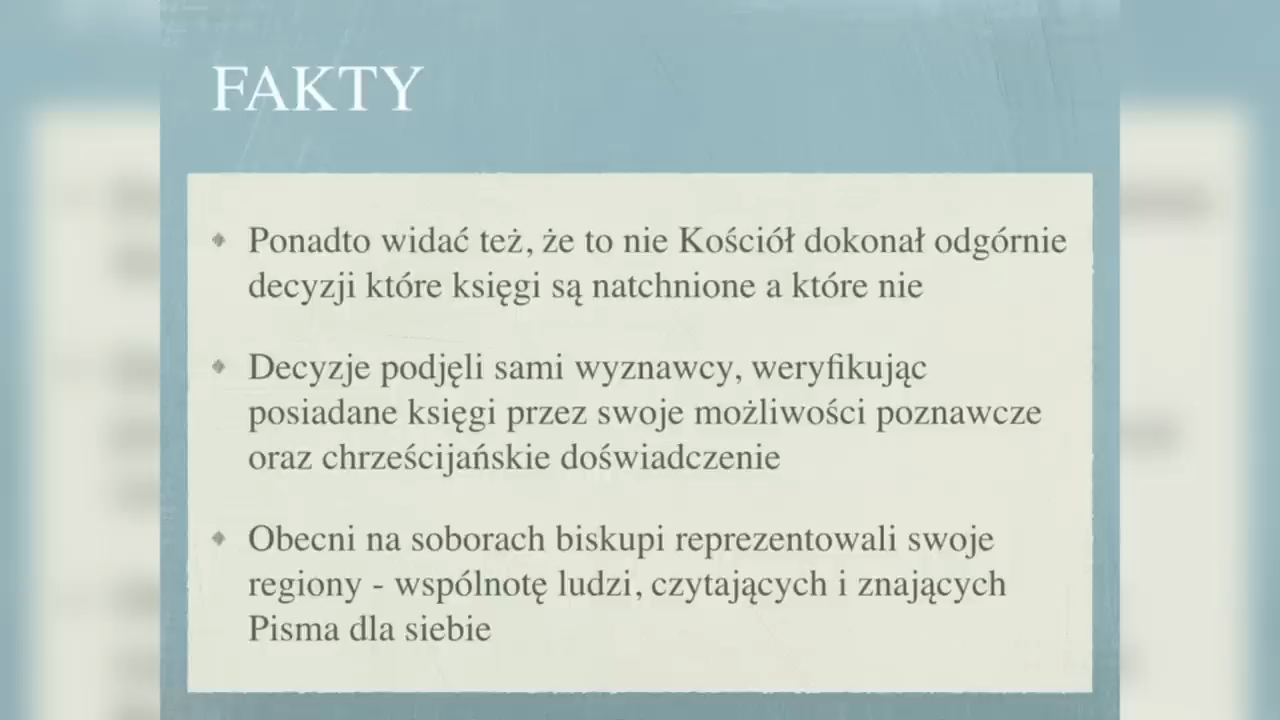 FAKTY
Ponadto widać też, że to nie Kościół dokonał odgórnie
decyzji które księgi są natchnione a które nie
Decyzje podjęli sami wyznawcy, weryfikując
posiadane księgi przez swoje możliwości poznawcze
oraz chrześcijańskie doświadczenie
Obecni na soborach biskupi reprezentowali swoje
regiony - wspólnotę ludzi, czytających i znających
Pisma dla siebie